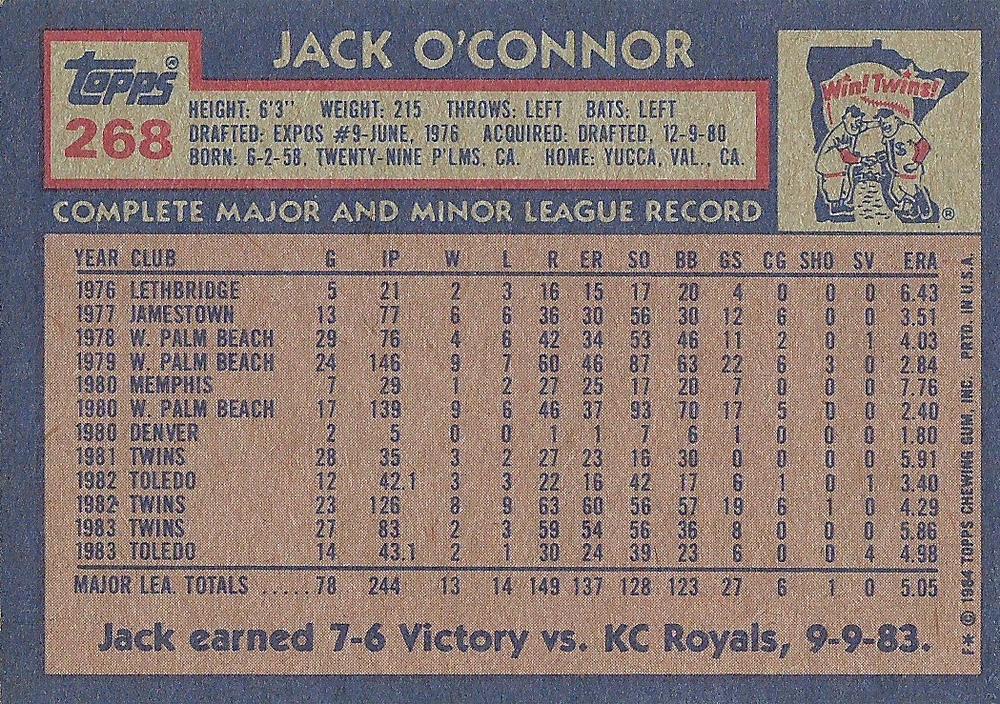 JACK O'CONNOR
topps®
268
HEIGHT: 6'3" WEIGHT: 215 THROWS: LEFT BATS: LEFT
DRAFTED: EXPOS #9-JUNE, 1976 ACQUIRED: DRAFTED, 12-9-80
BORN: 6-2-58, TWENTY-NINE P'LMS, CA. HOME: YUCCA, VAL., CA.
Win! Twins!
®
COMPLETE MAJOR AND MINOR LEAGUE RECORD
YEAR CLUB G IP W L R ER SO BB GS CG SHO SV ERA
1976 LETHBRIDGE 5 21 2 3 16 15 17 20 4 0 0 0 6.43
1977 JAMESTOWN 13 77 6 6 36 30 56 30 12 6 0 0 3.51
1978 W. PALM BEACH 29 76 4 6 42 34 53 46 11 2 0 1 4.03
1979 W. PALM BEACH 24 146 9 7 60 46 87 63 22 6 3 0 2.84
1980 MEMPHIS 7 29 1 2 27 25 17 20 7 0 0 0 7.76
1980 W. PALM BEACH 17 139 9 6 46 37 93 70 17 5 0 0 2.40
1980 DENVER 2 5 0 0 1 1 7 6 1 0 0 0 1.80
1981 TWINS 28 35 3 2 27 23 16 30 0 0 0 0 5.91
1982 TOLEDO 12 42.1 3 3 22 16 42 17 6 1 0 1 3.40
1982 TWINS 23 126 8 9 63 60 56 57 19 6 1 0 4.29
1983 TWINS 27 83 2 3 59 54 56 36 8 0 0 0 5.86
1983 TOLEDO 14 43.1 2 1 30 24 39 23 6 0 0 4 4.98
MAJOR LEA. TOTALS .....78 244 13 14 149 137 128 123 27 6 1 0 5.05
Jack earned 7-6 Victory vs. KC Royals, 9-9-83.
F** © 1984 TOPPS CHEWING GUM, INC. PRTD. IN U.S.A.